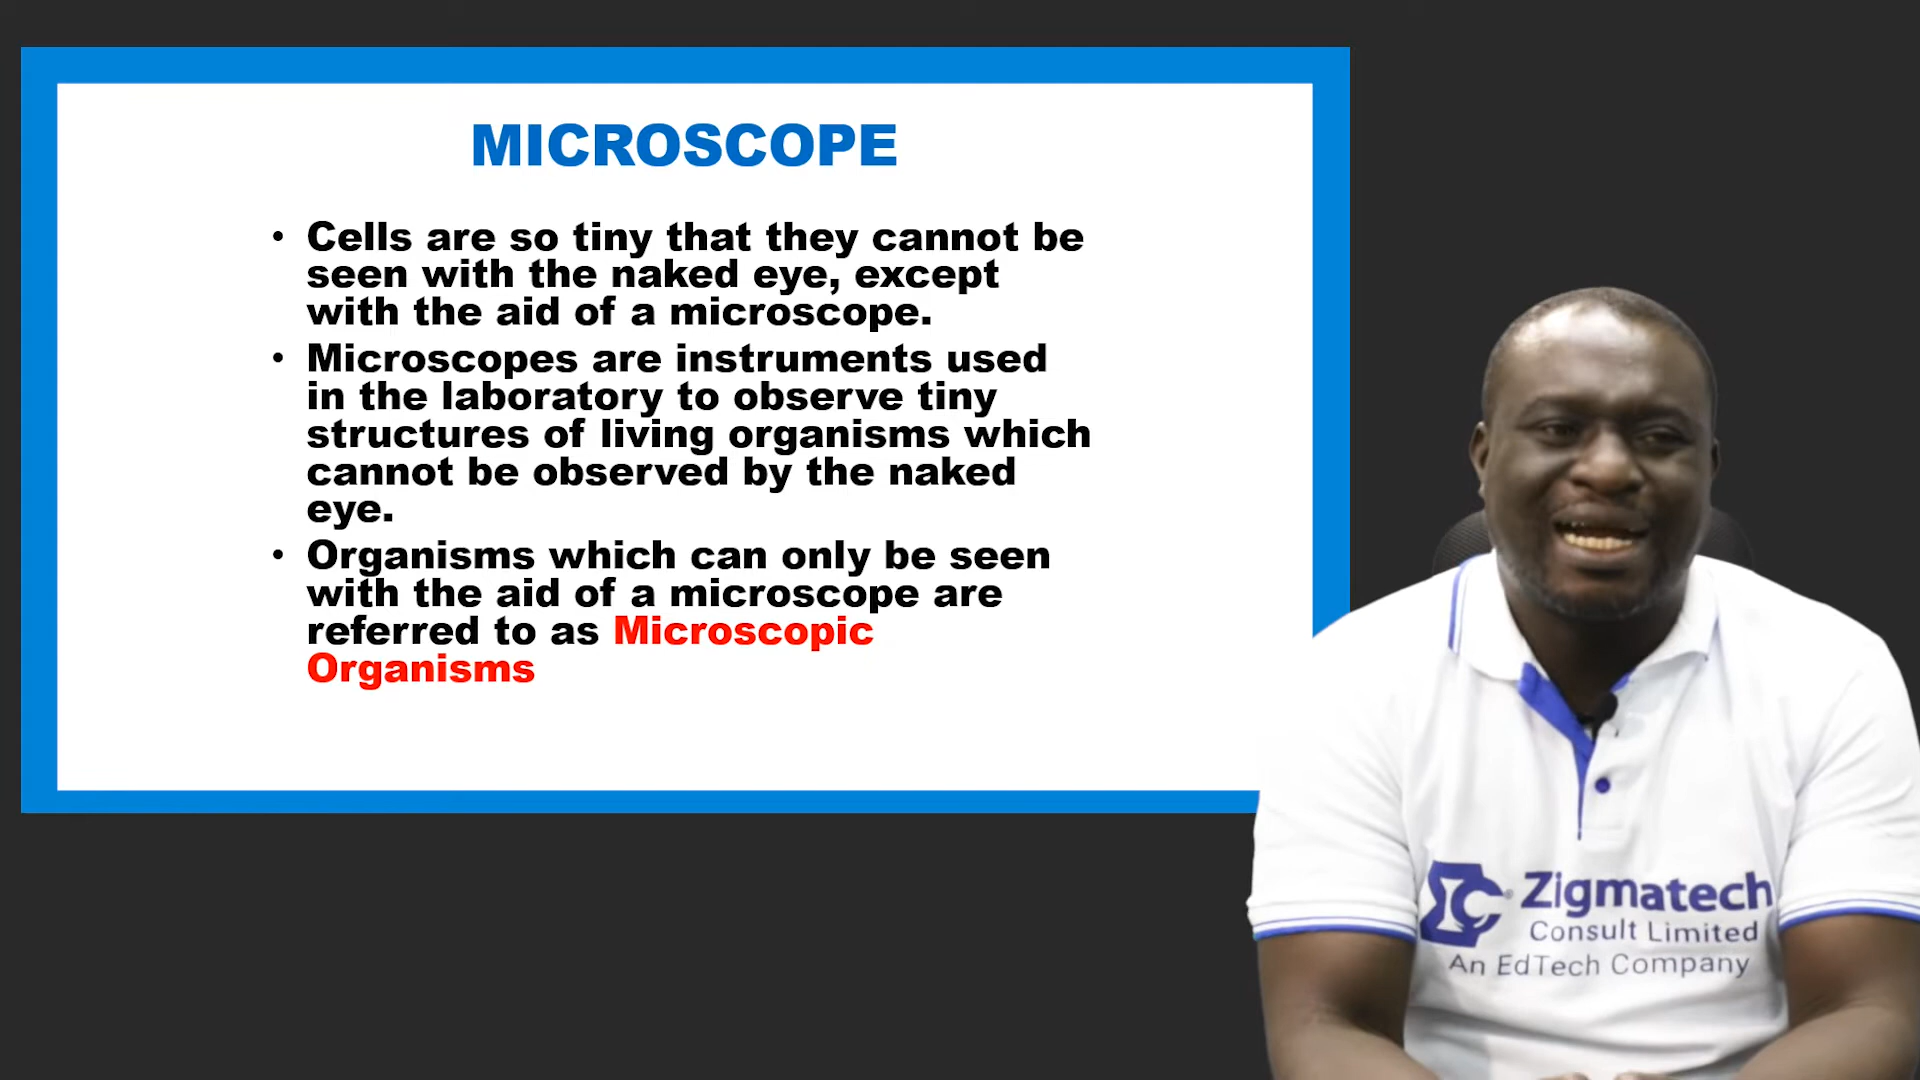 MICROSCOPE
• Cells are so tiny that they cannot be
seen with the naked eye, except
with the aid of a microscope.
• Microscopes are instruments used
in the laboratory to observe tiny
structures of living organisms which
cannot be observed by the naked
eye.
• Organisms which can only be seen
with the aid of a microscope are
referred to as Microscopic
Organisms
Zigmatech
Consult Limited
An EdTech Company